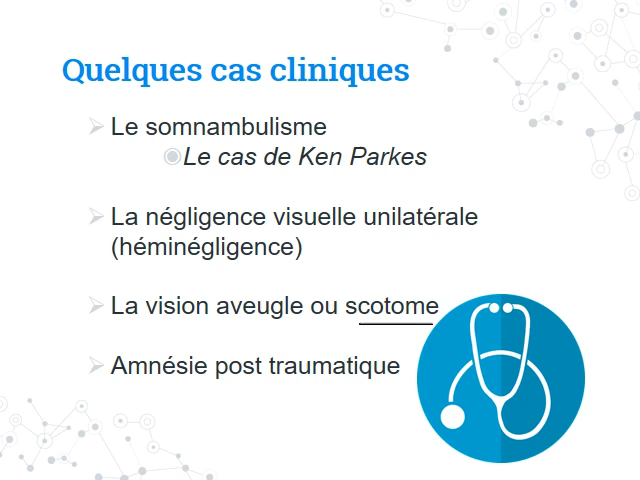 Quelques cas cliniques
Le somnambulisme
Le cas de Ken Parkes
La négligence visuelle unilatérale
(héminégligence)
La vision aveugle ou scotome
Amnésie post traumatique